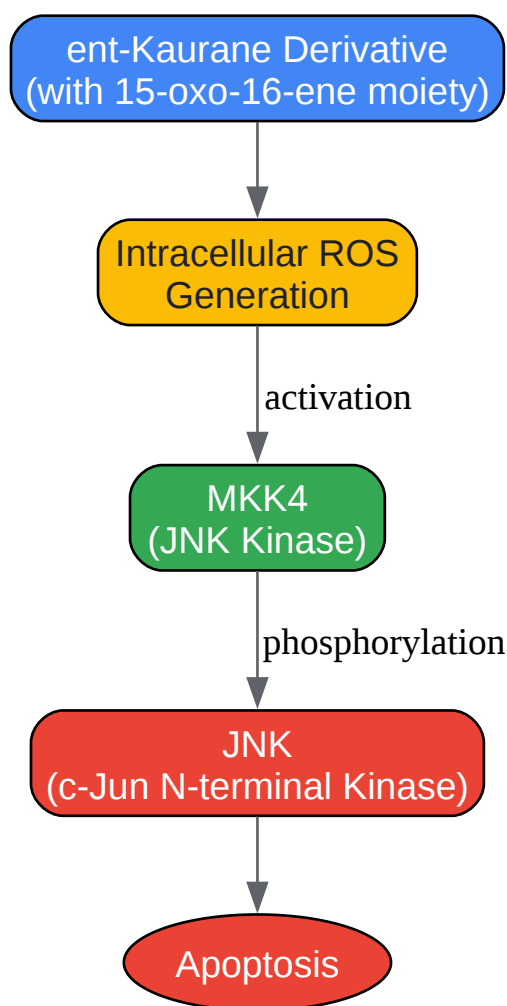 ent-Kaurane Derivative
(with 15-oxo-16-ene moiety)
Intracellular ROS
Generation
activation
MKK4
(JNK Kinase)
phosphorylation
JNK
(c-Jun N-terminal Kinase)
Apoptosis